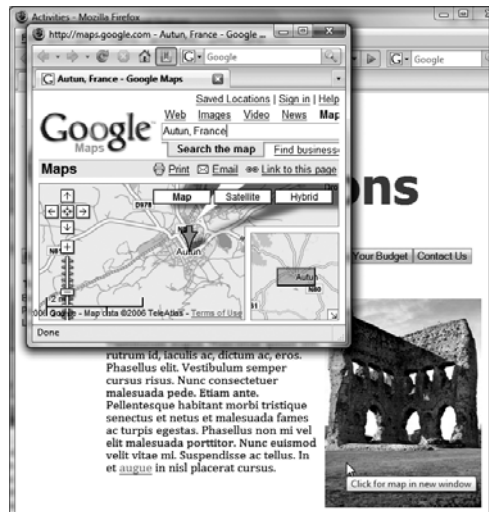 Activities - Mozilla Firefox
http://maps.google.com - Autun, France - Google ...
G Google
G Google
G Autun, France - Google Maps
Saved Locations | Sign in | Help
Google
Maps
Web Images Video News Map
Autun, France
Search the map Find business
Maps Print Email Link to this page
ons
Map Satellite Hybrid
D978
Autun
Autun
N80
2 m
Google - Map data ©2006 TeleAtlas - Terms of Use
Your Budget Contact Us
Done
rutrum id, iaculis ac, dictum ac, eros.
Phasellus elit. Vestibulum semper
cursus risus. Nunc consectetuer
malesuada pede. Etiam ante.
Pellentesque habitant morbi tristique
senectus et netus et malesuada fames
ac turpis egestas. Phasellus non mi vel
elit malesuada porttitor. Nunc euismod
velit vitae mi. Suspendisse ac tellus. In
et augue in nisl placerat cursus.
Click for map in new window